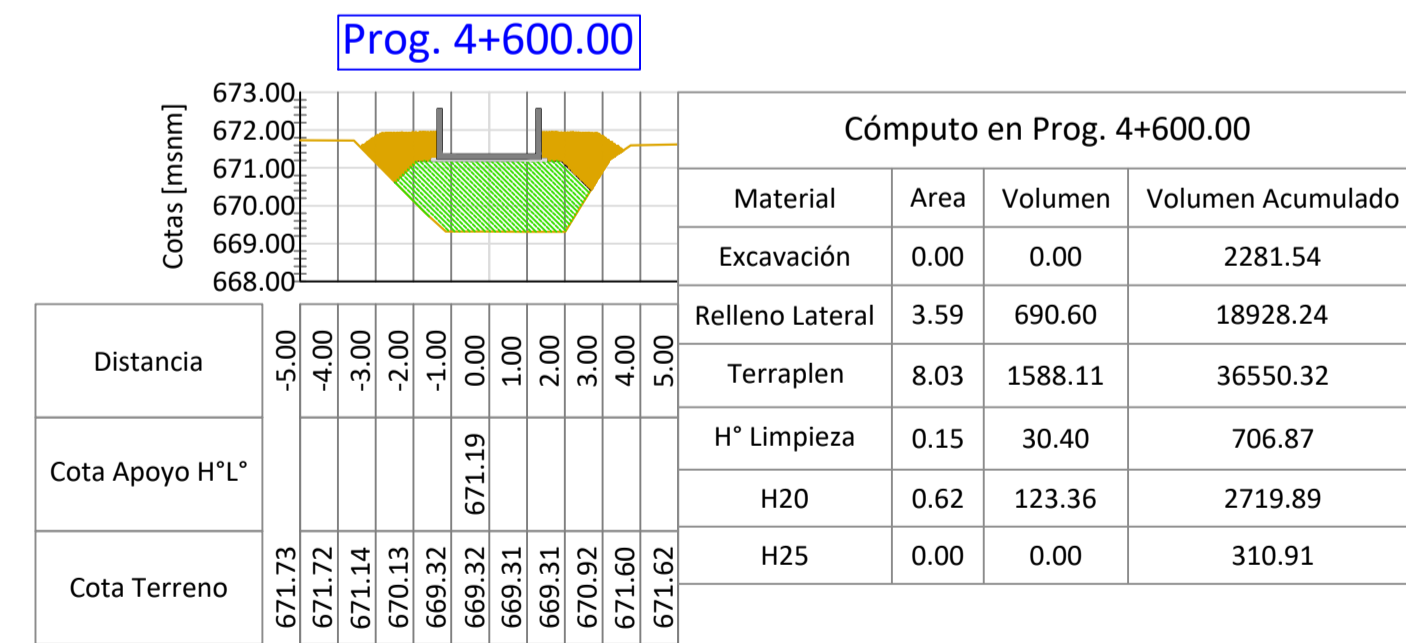 Prog. 4+600.00
Cotas [msnm]
673.00
672.00
671.00
670.00
669.00
668.00
Distancia -5.00 -4.00 -3.00 -2.00 -1.00 0.00 1.00 2.00 3.00 4.00 5.00
Cota Apoyo H°L° 671.19
Cota Terreno 671.73 671.72 671.14 670.13 669.32 669.32 669.31 669.31 670.92 671.60 671.62
Cómputo en Prog. 4+600.00
Material Area Volumen Volumen Acumulado
Excavación 0.00 0.00 2281.54
Relleno Lateral 3.59 690.60 18928.24
Terraplen 8.03 1588.11 36550.32
H° Limpieza 0.15 30.40 706.87
H20 0.62 123.36 2719.89
H25 0.00 0.00 310.91